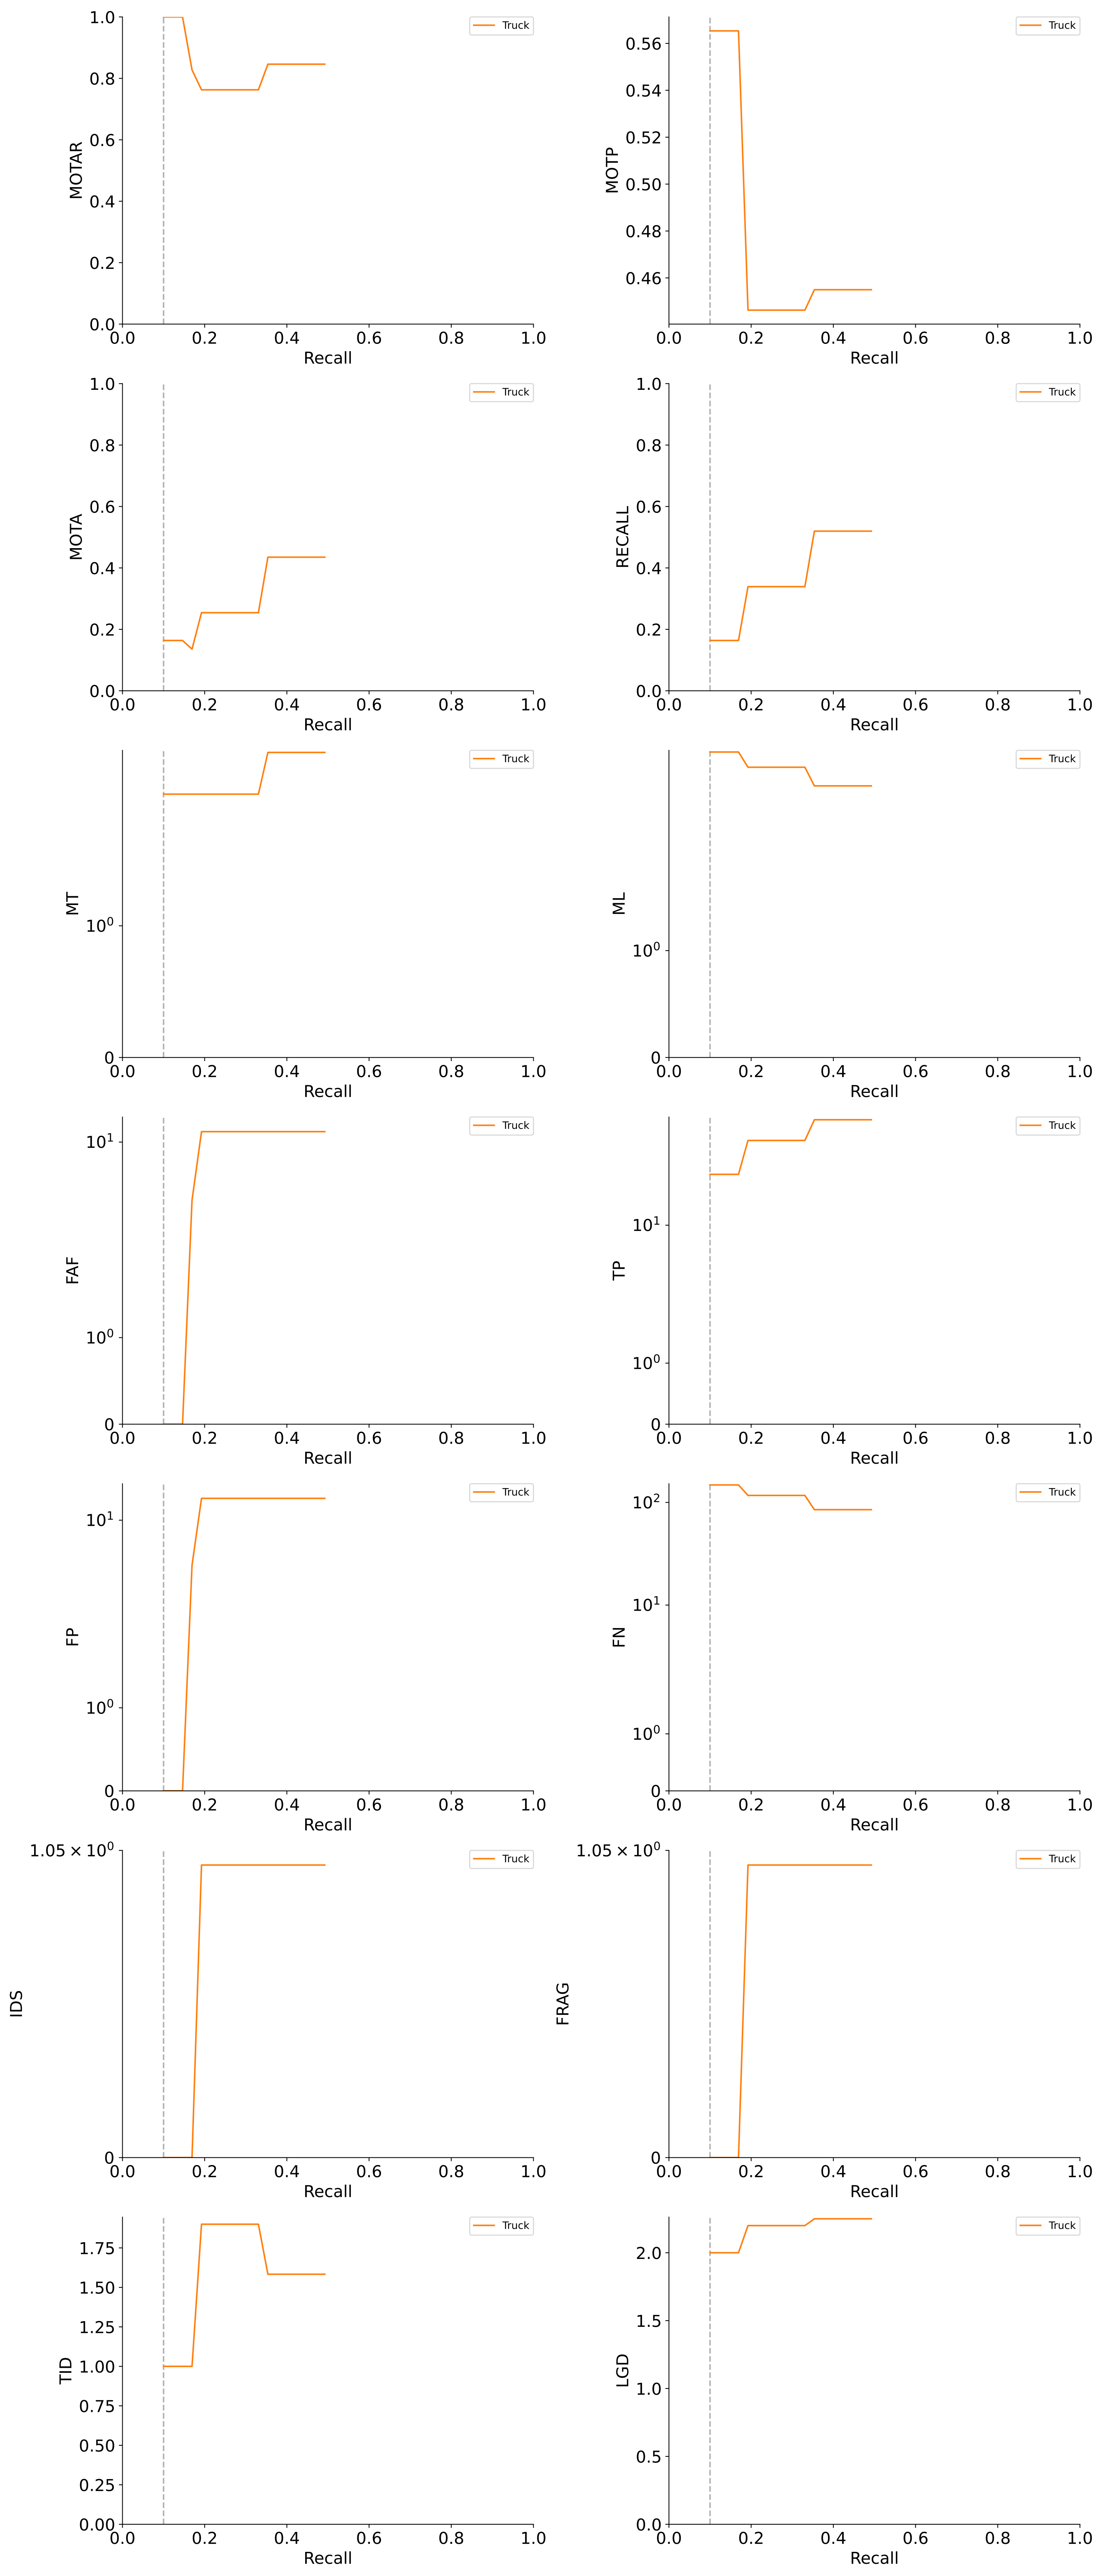 1.0
0.8
0.6
0.4
0.2
0.0
MOTAR
0.0 0.2 0.4 0.6 0.8 1.0
Recall
Truck
0.56
0.54
0.52
0.50
0.48
0.46
MOTP
0.0 0.2 0.4 0.6 0.8 1.0
Recall
Truck
1.0
0.8
0.6
0.4
0.2
0.0
MOTA
0.0 0.2 0.4 0.6 0.8 1.0
Recall
Truck
1.0
0.8
0.6
0.4
0.2
0.0
RECALL
0.0 0.2 0.4 0.6 0.8 1.0
Recall
Truck
10⁰
0
MT
0.0 0.2 0.4 0.6 0.8 1.0
Recall
Truck
10⁰
0
ML
0.0 0.2 0.4 0.6 0.8 1.0
Recall
Truck
10¹
10⁰
0
FAF
0.0 0.2 0.4 0.6 0.8 1.0
Recall
Truck
10¹
10⁰
0
TP
0.0 0.2 0.4 0.6 0.8 1.0
Recall
Truck
10¹
10⁰
0
FP
0.0 0.2 0.4 0.6 0.8 1.0
Recall
Truck
10²
10¹
10⁰
0
FN
0.0 0.2 0.4 0.6 0.8 1.0
Recall
Truck
1.05 × 10⁰
0
IDS
0.0 0.2 0.4 0.6 0.8 1.0
Recall
Truck
1.05 × 10⁰
0
FRAG
0.0 0.2 0.4 0.6 0.8 1.0
Recall
Truck
1.75
1.50
1.25
1.00
0.75
0.50
0.25
0.00
TID
0.0 0.2 0.4 0.6 0.8 1.0
Recall
Truck
2.0
1.5
1.0
0.5
0.0
LGD
0.0 0.2 0.4 0.6 0.8 1.0
Recall
Truck